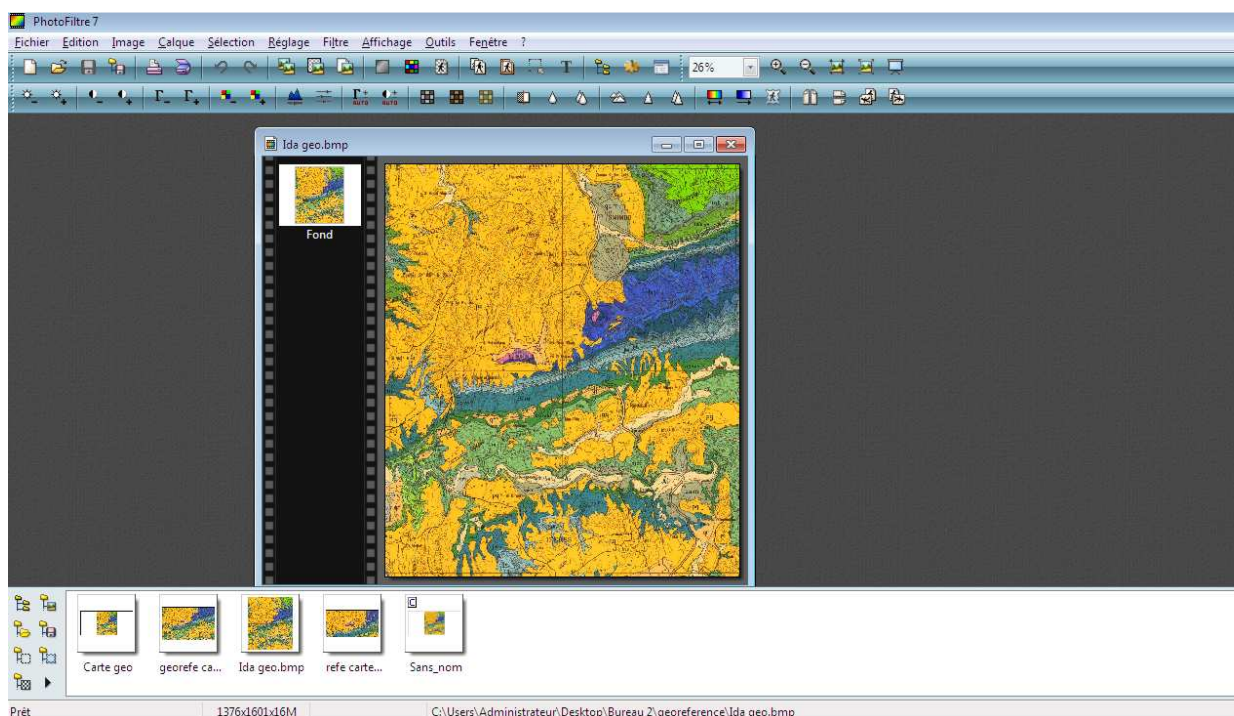 PhotoFiltre 7
Fichier Edition Image Calque Sélection Réglage Filtre Affichage Outils Fenêtre ?
T 26%
AUTO AUTO
Ida geo.bmp
Fond
Carte geo georefe ca... Ida geo.bmp refe carte... Sans_nom
Prêt 1376x1601x16M C:\Users\Administrateur\Desktop\Bureau 2\georeference\Ida geo.bmp